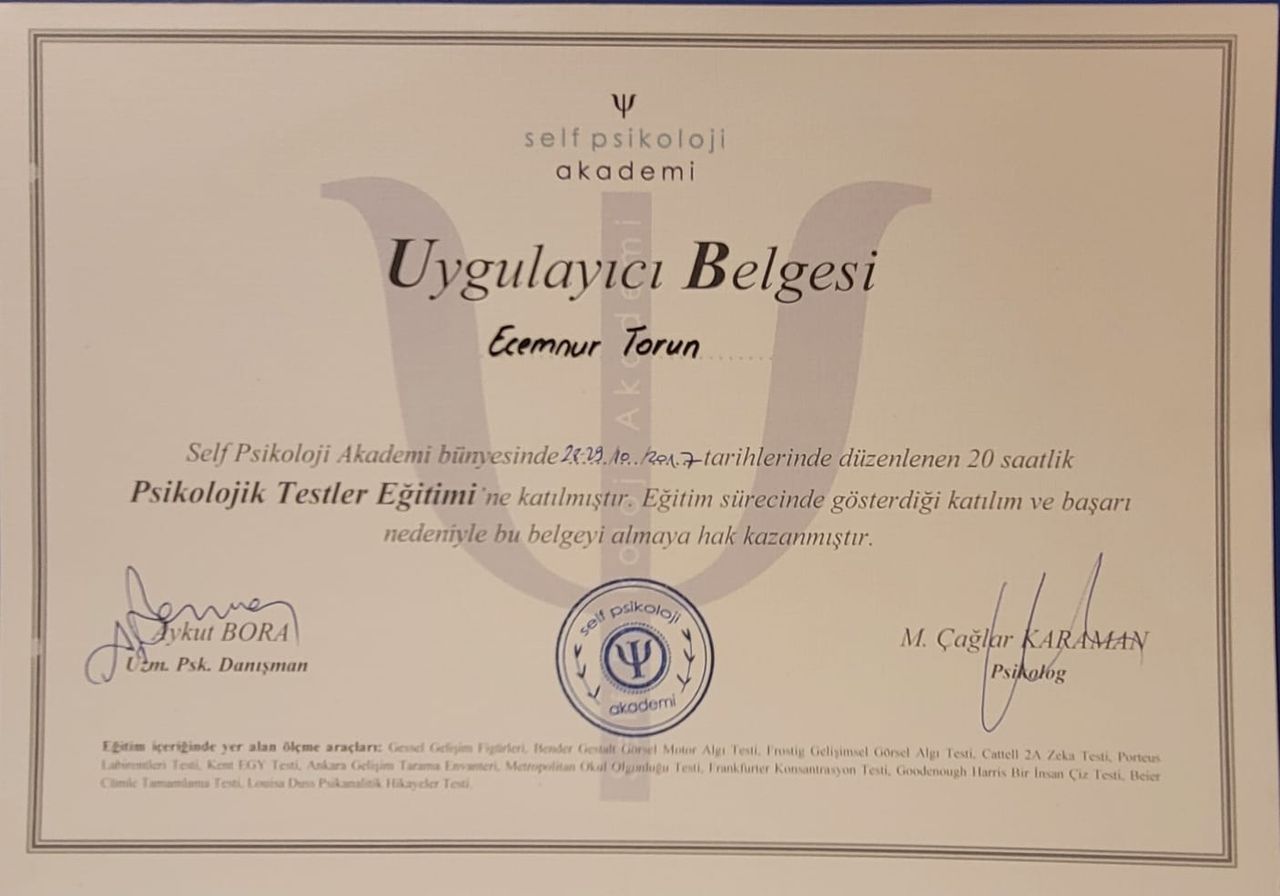 Ψ
self psikoloji
akademi
Uygulayıcı Belgesi
Ecemnur Torun
Self Psikoloji Akademi bünyesinde 28-29.10./2017 tarihlerinde düzenlenen 20 saatlik
Psikolojik Testler Eğitimi'ne katılmıştır. Eğitim sürecinde gösterdiği katılım ve başarı
nedeniyle bu belgeyi almaya hak kazanmıştır.
Aykut BORA
Uzm. Psk. Danışman
self psikoloji
Ψ
akademi
M. Çağlar KARAMAN
Psikolog
Eğitim içeriğinde yer alan ölçme araçları: Gessel Gelişim Figürleri, Bender Gestalt Görsel Motor Algı Testi, Frostig Gelişimsel Görsel Algı Testi, Cattell 2A Zeka Testi, Porteus
Labirentleri Testi, Kent EGY Testi, Ankara Gelişim Tarama Envanteri, Metropolitan Okul Olgunluğu Testi, Frankfurter Konsantrasyon Testi, Goodenough Harris Bir İnsan Çiz Testi, Beier
Cümle Tamamlama Testi, Louisa Duss Psikanalitik Hikayeler Testi.